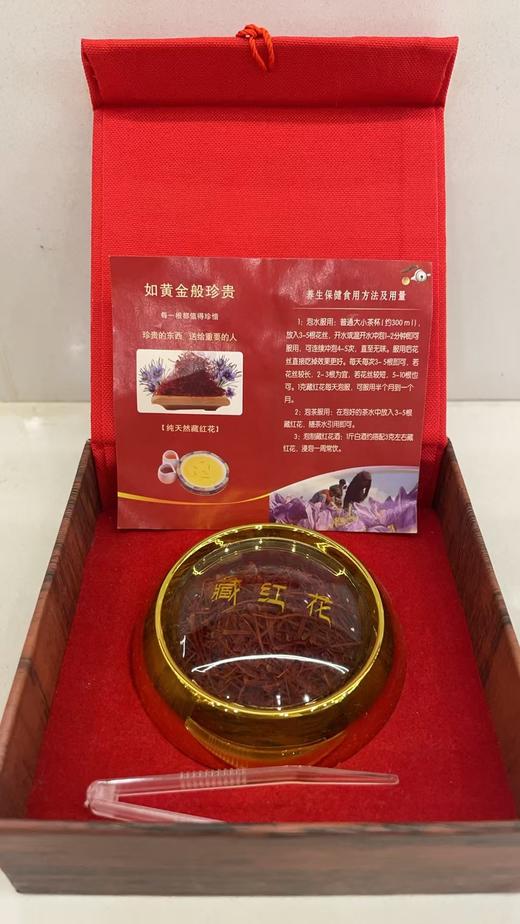 如黄金般珍贵
每一根都值得珍惜
珍贵的东西 送给重要的人
【纯天然藏红花】
养生保健食用方法及用量
1: 泡水服用: 普通大小茶杯(约300ml),
放入3-5根花丝, 开水或温开水冲泡1-2分钟即可
服用, 可连续冲泡4-5次, 直至无味。服用后花
丝直接吃掉效果更好。每天每次3-5根即可, 若花
丝较长, 2-3根为宜, 若花丝较短, 5-10根也
可。1克藏红花每天泡服, 可服用半个月到一个
月。
2: 泡茶服用: 在泡好的茶水中放入3-5根
藏红花, 随茶水引用即可。
3: 泡制藏红花酒: 1斤白酒约搭配3克左右藏
红花, 浸泡一周常饮。
藏红花